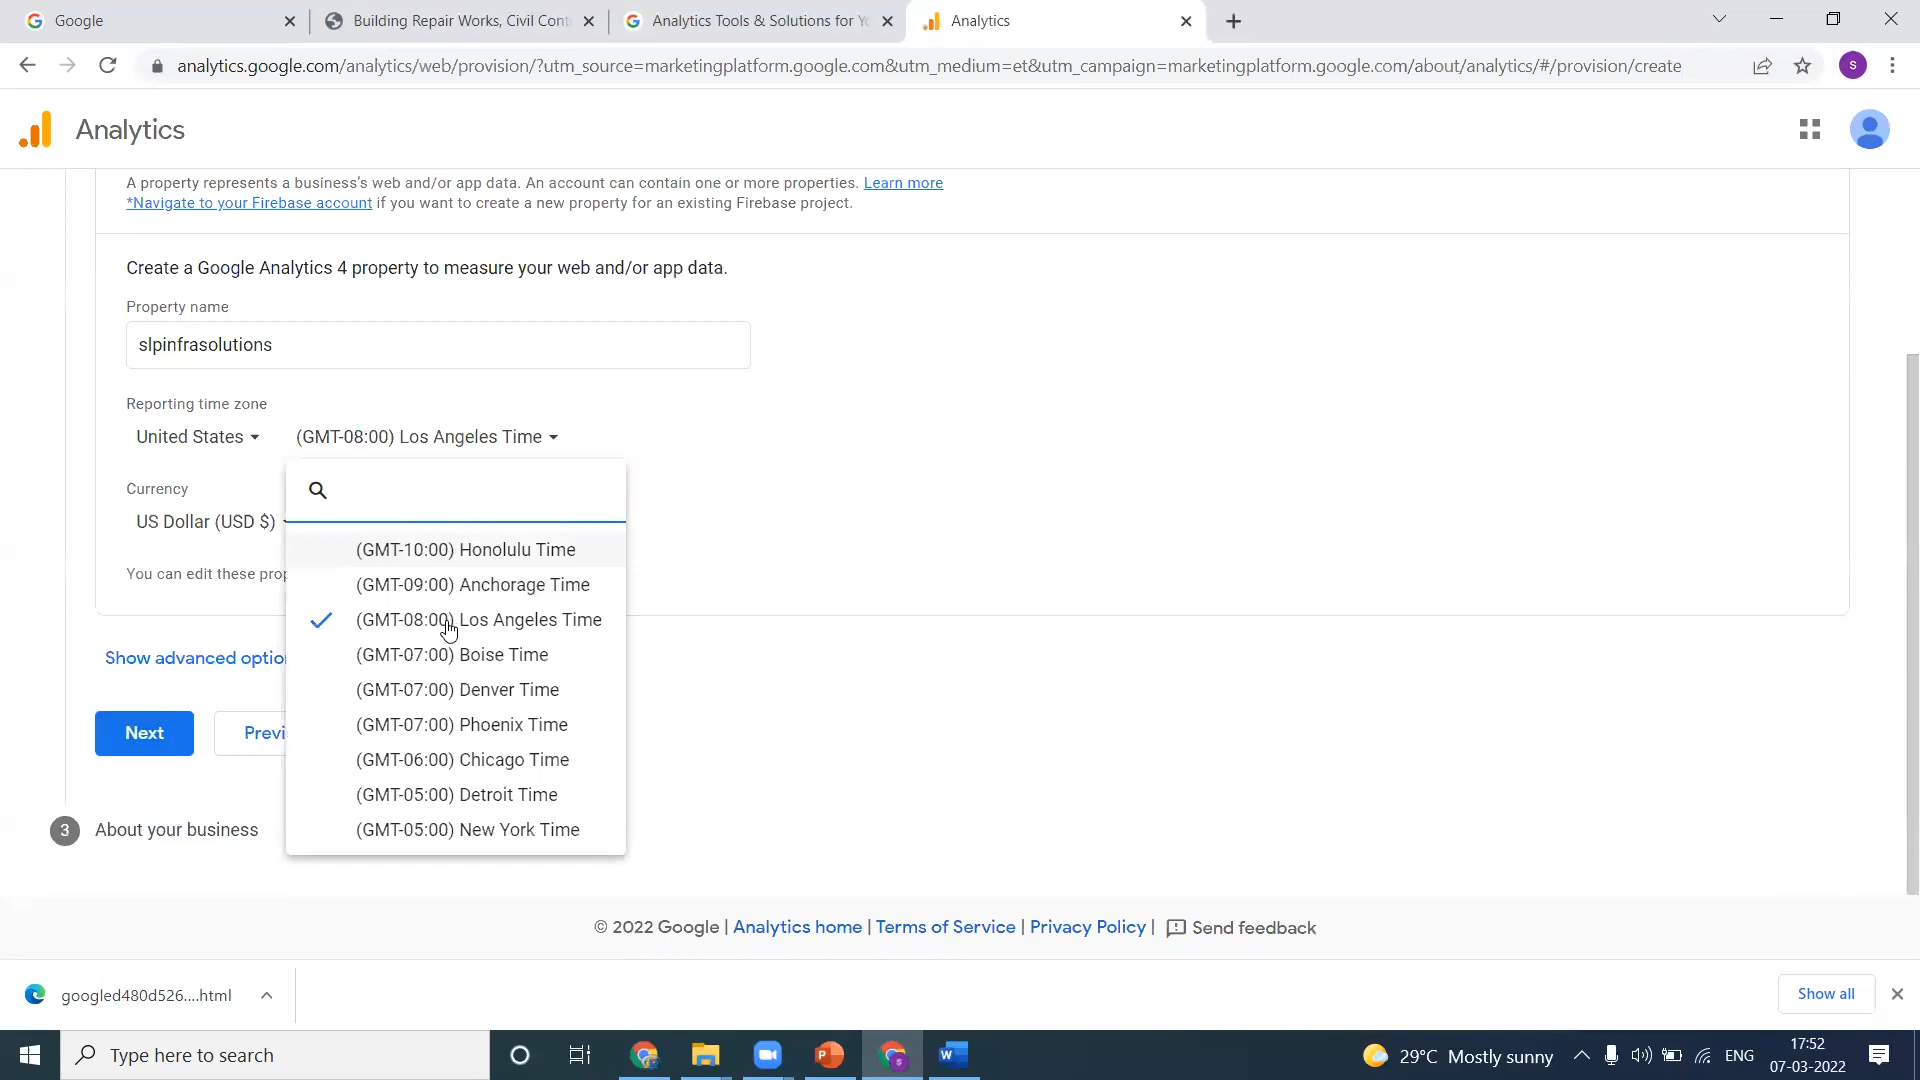 Google
Building Repair Works, Civil Cont
Analytics Tools & Solutions for Yo
Analytics
analytics.google.com/analytics/web/provision/?utm_source=marketingplatform.google.com&utm_medium=et&utm_campaign=marketingplatform.google.com/about/analytics/#/provision/create
s
Analytics
A property represents a business's web and/or app data. An account can contain one or more properties. Learn more
*Navigate to your Firebase account if you want to create a new property for an existing Firebase project.
Create a Google Analytics 4 property to measure your web and/or app data.
Property name
slpinfrasolutions
Reporting time zone
United States (GMT-08:00) Los Angeles Time
Currency
US Dollar (USD $)
(GMT-10:00) Honolulu Time
You can edit these prop
(GMT-09:00) Anchorage Time
(GMT-08:00) Los Angeles Time
(GMT-07:00) Boise Time
Show advanced option
(GMT-07:00) Denver Time
(GMT-07:00) Phoenix Time
Next Previ
(GMT-06:00) Chicago Time
(GMT-05:00) Detroit Time
(GMT-05:00) New York Time
3 About your business
© 2022 Google | Analytics home | Terms of Service | Privacy Policy | Send feedback
googled480d526....html
Show all
Type here to search
29°C Mostly sunny
ENG
17:52
07-03-2022